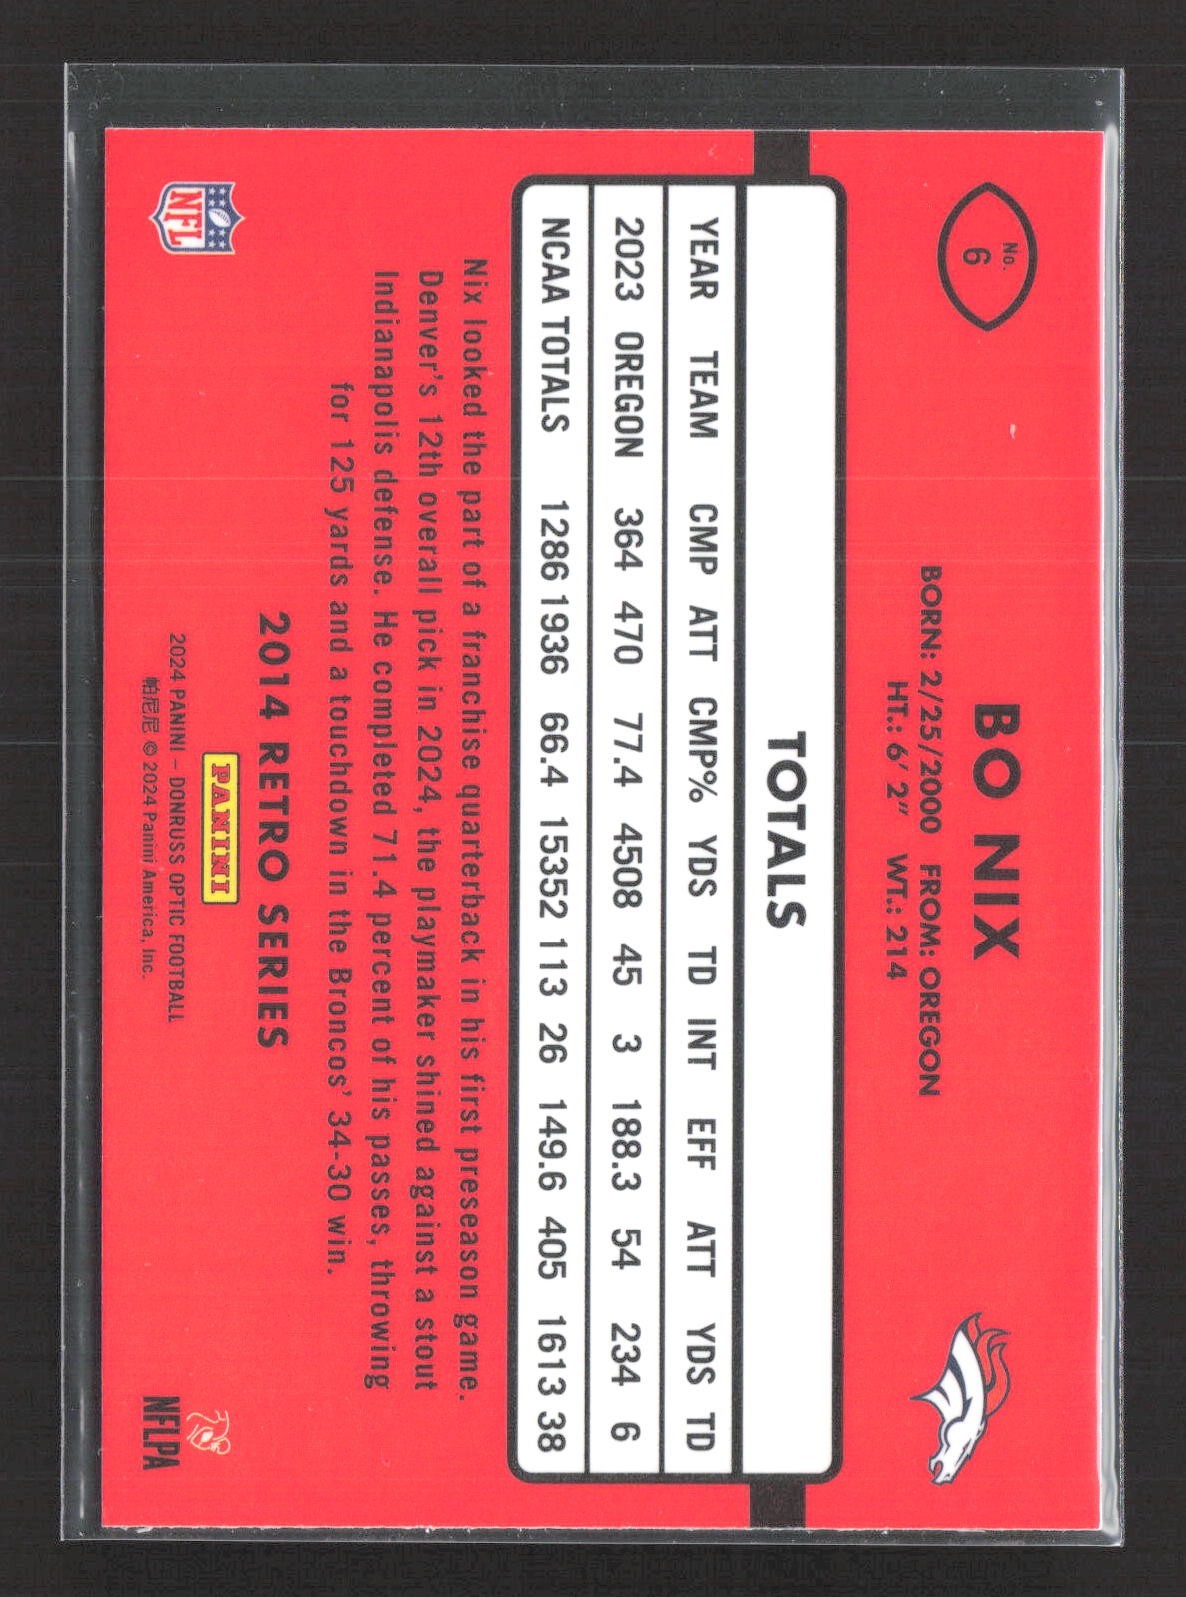 No.
6
BO NIX
BORN: 2/25/2000 FROM: OREGON
HT.: 6' 2" WT.: 214
TOTALS
YEAR TEAM CMP ATT CMP% YDS TD INT EFF ATT YDS TD
2023 OREGON 364 470 77.4 4508 45 3 188.3 54 234 6
NCAA TOTALS 1286 1936 66.4 15352 113 26 149.6 405 1613 38
Nix looked the part of a franchise quarterback in his first preseason game.
Denver's 12th overall pick in 2024, the playmaker shined against a stout
Indianapolis defense. He completed 71.4 percent of his passes, throwing
for 125 yards and a touchdown in the Broncos' 34-30 win.
2014 RETRO SERIES
PANINI
2024 PANINI – DONRUSS OPTIC FOOTBALL
帕尼尼 © 2024 Panini America, Inc.
NFL
NFLPA